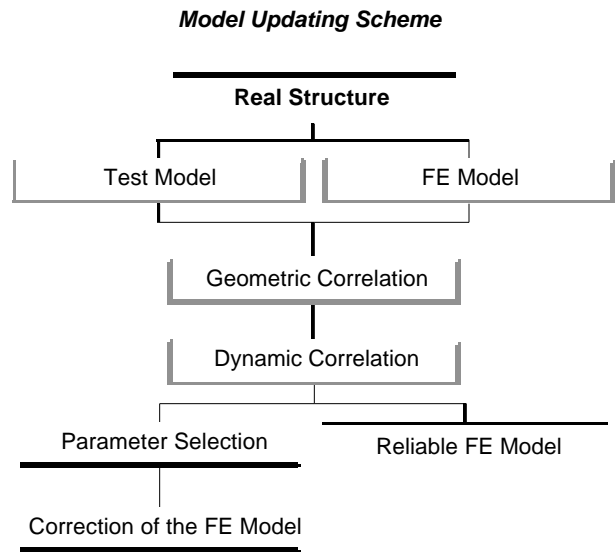 Model Updating Scheme
Real Structure
Test Model
FE Model
Geometric Correlation
Dynamic Correlation
Parameter Selection
Reliable FE Model
Correction of the FE Model